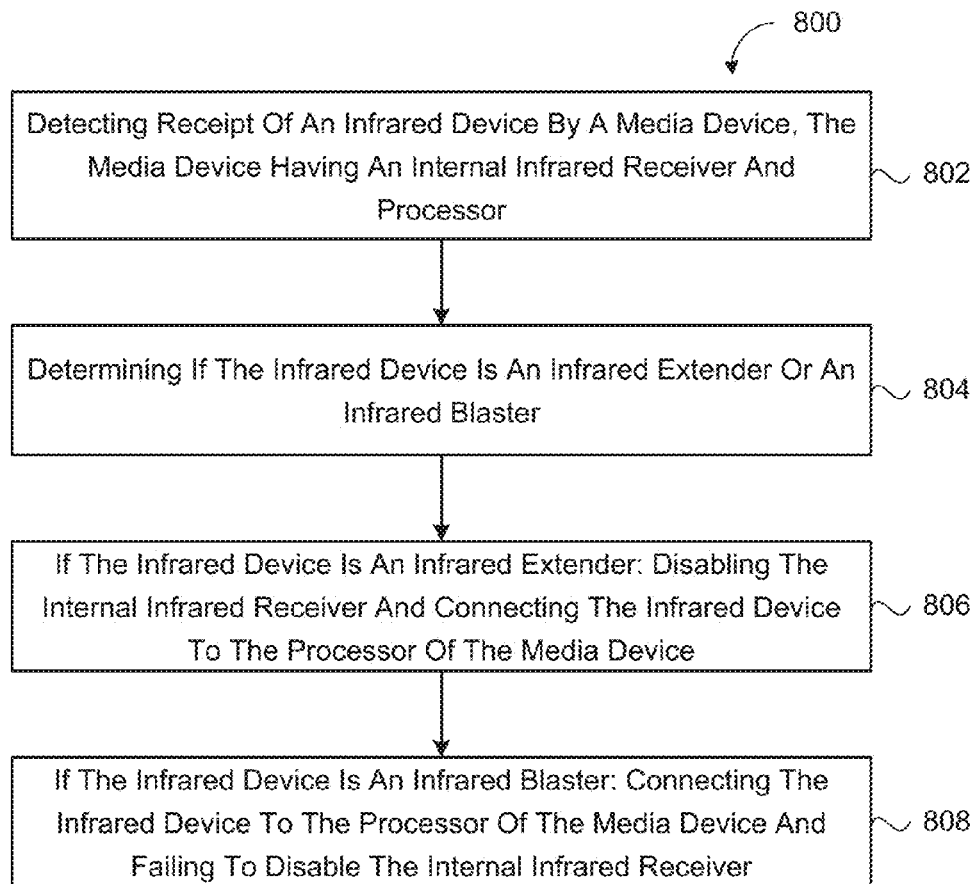 800
Detecting Receipt Of An Infrared Device By A Media Device, The
Media Device Having An Internal Infrared Receiver And
Processor
802
Determining If The Infrared Device Is An Infrared Extender Or An
Infrared Blaster
804
If The Infrared Device Is An Infrared Extender: Disabling The
Internal Infrared Receiver And Connecting The Infrared Device
To The Processor Of The Media Device
806
If The Infrared Device Is An Infrared Blaster: Connecting The
Infrared Device To The Processor Of The Media Device And
Failing To Disable The Internal Infrared Receiver
808